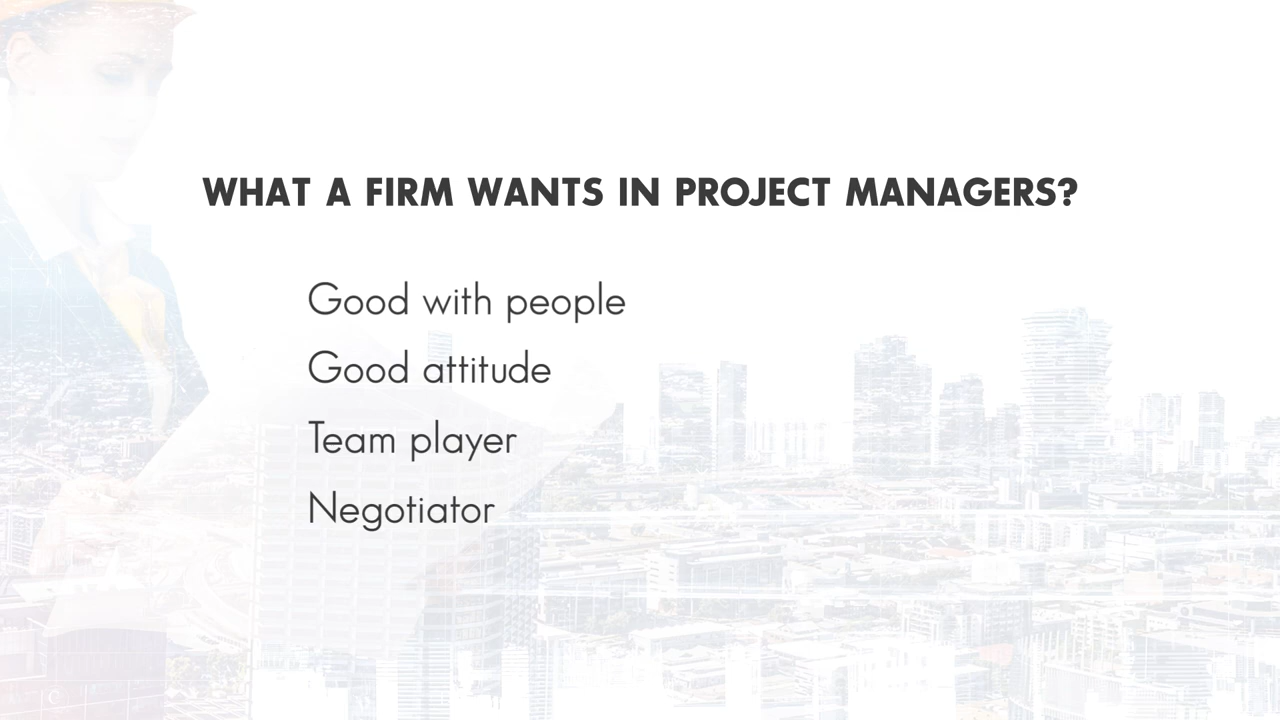 WHAT A FIRM WANTS IN PROJECT MANAGERS?
Good with people
Good attitude
Team player
Negotiator